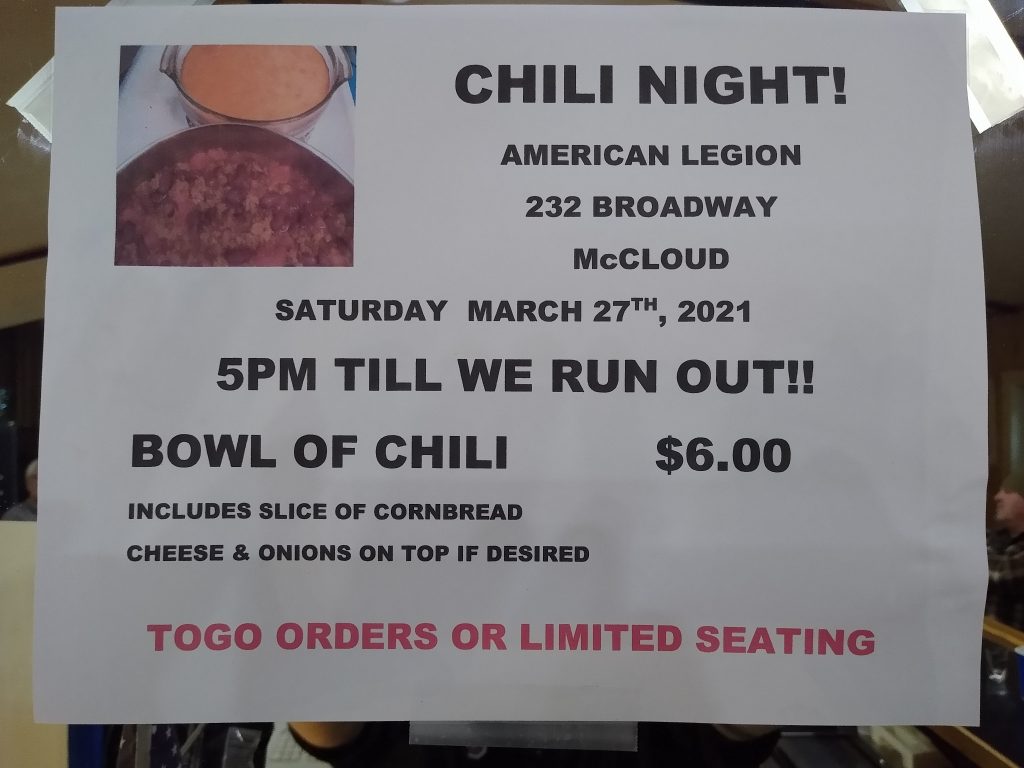 CHILI NIGHT!
AMERICAN LEGION
232 BROADWAY
McCLOUD
SATURDAY MARCH 27TH, 2021
5PM TILL WE RUN OUT!!
BOWL OF CHILI $6.00
INCLUDES SLICE OF CORNBREAD
CHEESE & ONIONS ON TOP IF DESIRED
TOGO ORDERS OR LIMITED SEATING